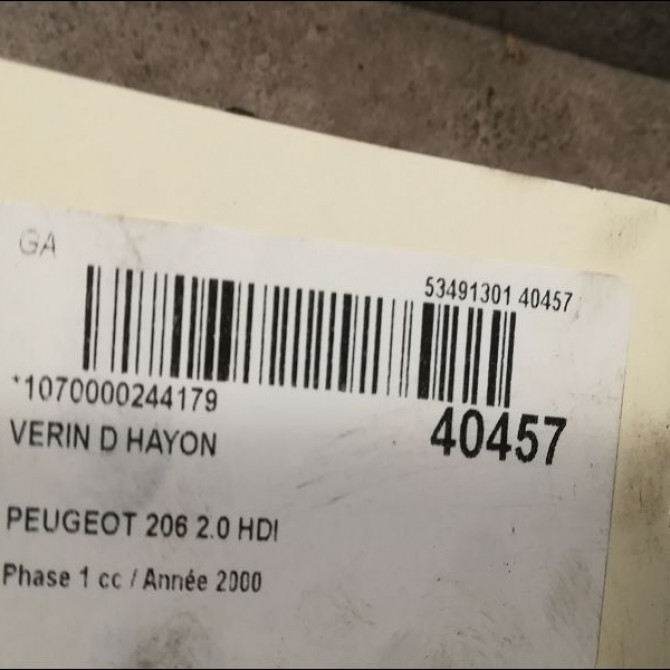 GA
53491301 40457
*1070000244179
40457
VERIN D HAYON
PEUGEOT 206 2.0 HDI
Phase 1 cc / Année 2000